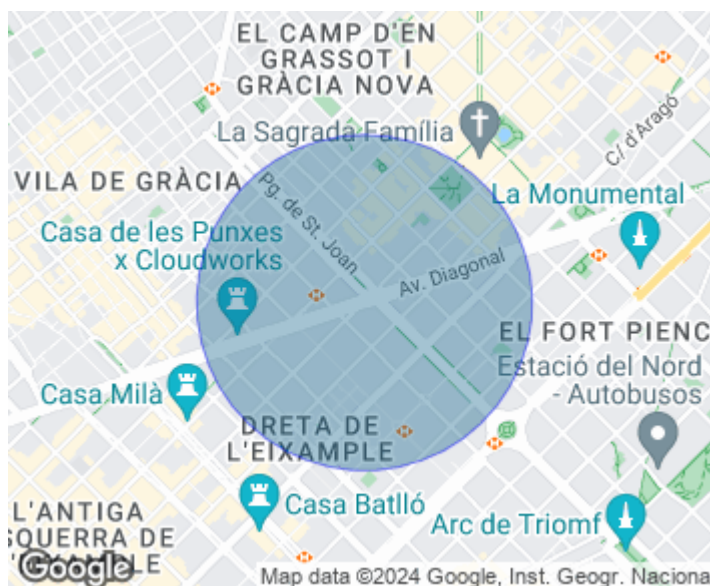 EL CAMP D'EN
GRASSOT I
GRÀCIA NOVA
La Sagrada Família
C/ d'Aragó
VILA DE GRÀCIA
Pg. de St. Joan
La Monumental
Casa de les Punxes
x Cloudworks
Av. Diagonal
EL FORT PIENC
Estació del Nord
- Autobusos
Casa Milà
DRETA DE
L'EIXAMPLE
Casa Batlló
L'ANTIGA
SQUERRA DE
L'EIXAMPLE
Arc de Triomf
Google
Map data ©2024 Google, Inst. Geogr. Naciona